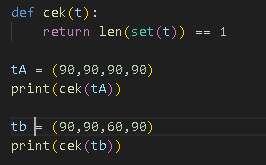 def cek(t):
    return len(set(t)) == 1
tA = (90,90,90,90)
print(cek(tA))
tb = (90,90,60,90)
print(cek(tb))